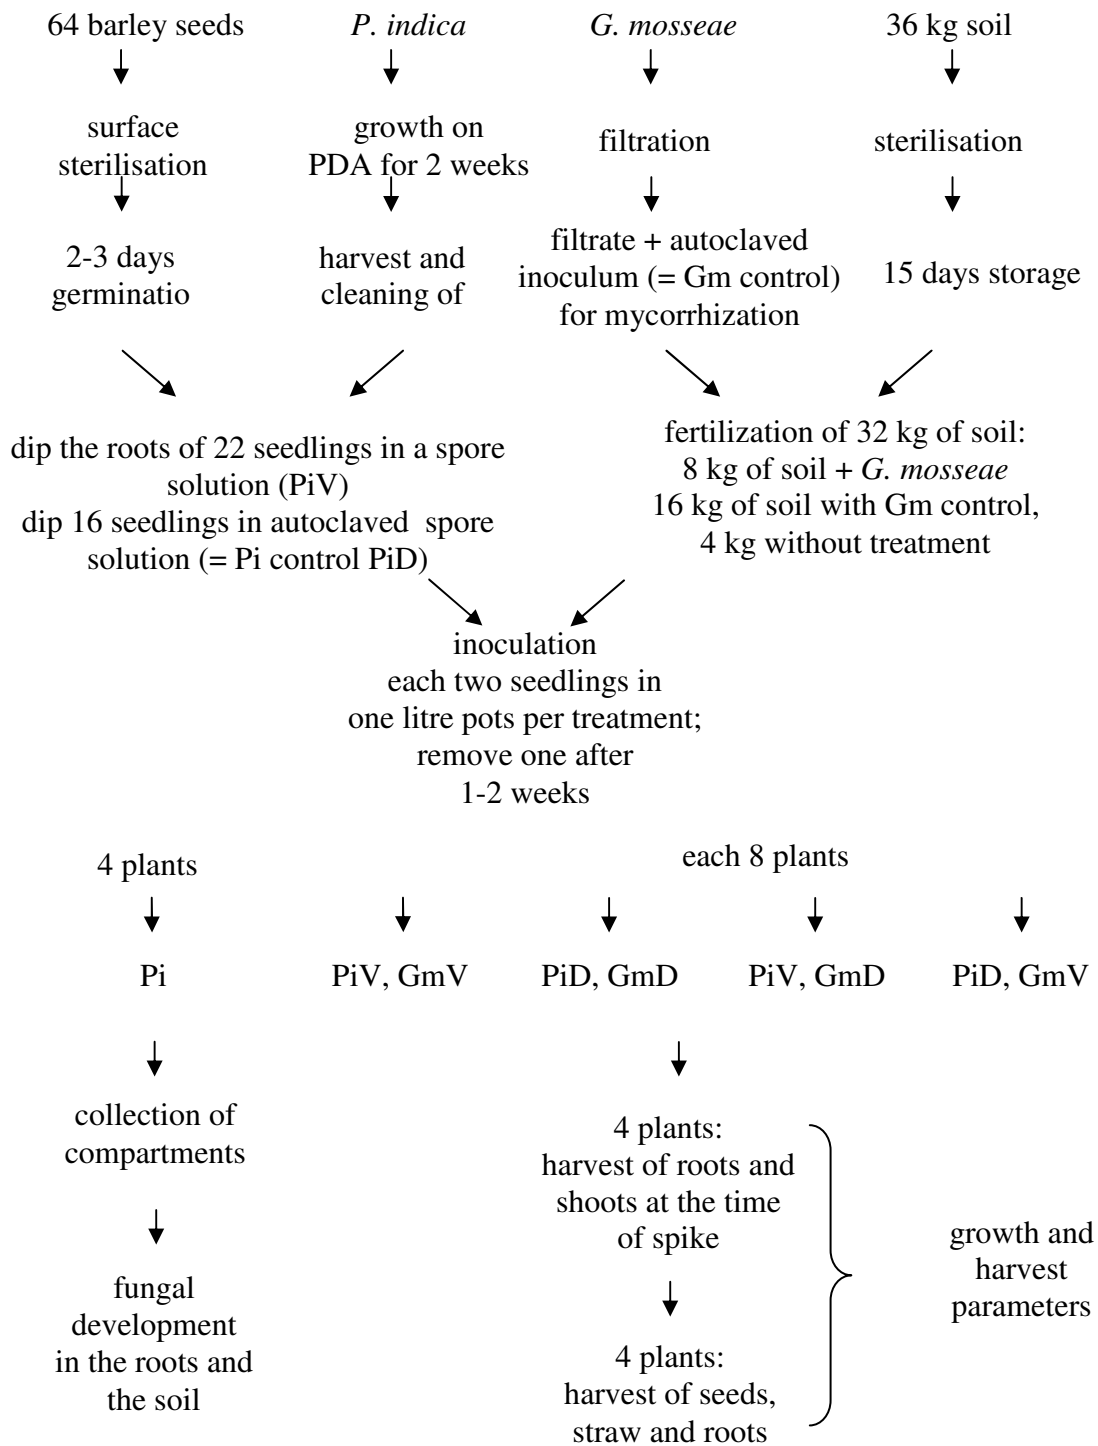 64 barley seeds
P. indica
G. mosseae
36 kg soil
surface
sterilisation
growth on
PDA for 2 weeks
filtration
sterilisation
2-3 days
germinatio
harvest and
cleaning of
filtrate + autoclaved
inoculum (= Gm control)
for mycorrhization
15 days storage
dip the roots of 22 seedlings in a spore
solution (PiV)
dip 16 seedlings in autoclaved spore
solution (= Pi control PiD)
fertilization of 32 kg of soil:
8 kg of soil + G. mosseae
16 kg of soil with Gm control,
4 kg without treatment
inoculation
each two seedlings in
one litre pots per treatment;
remove one after
1-2 weeks
4 plants
each 8 plants
Pi
PiV, GmV
PiD, GmD
PiV, GmD
PiD, GmV
collection of
compartments
fungal
development
in the roots and
the soil
4 plants:
harvest of roots and
shoots at the time
of spike
4 plants:
harvest of seeds,
straw and roots
growth and
harvest
parameters